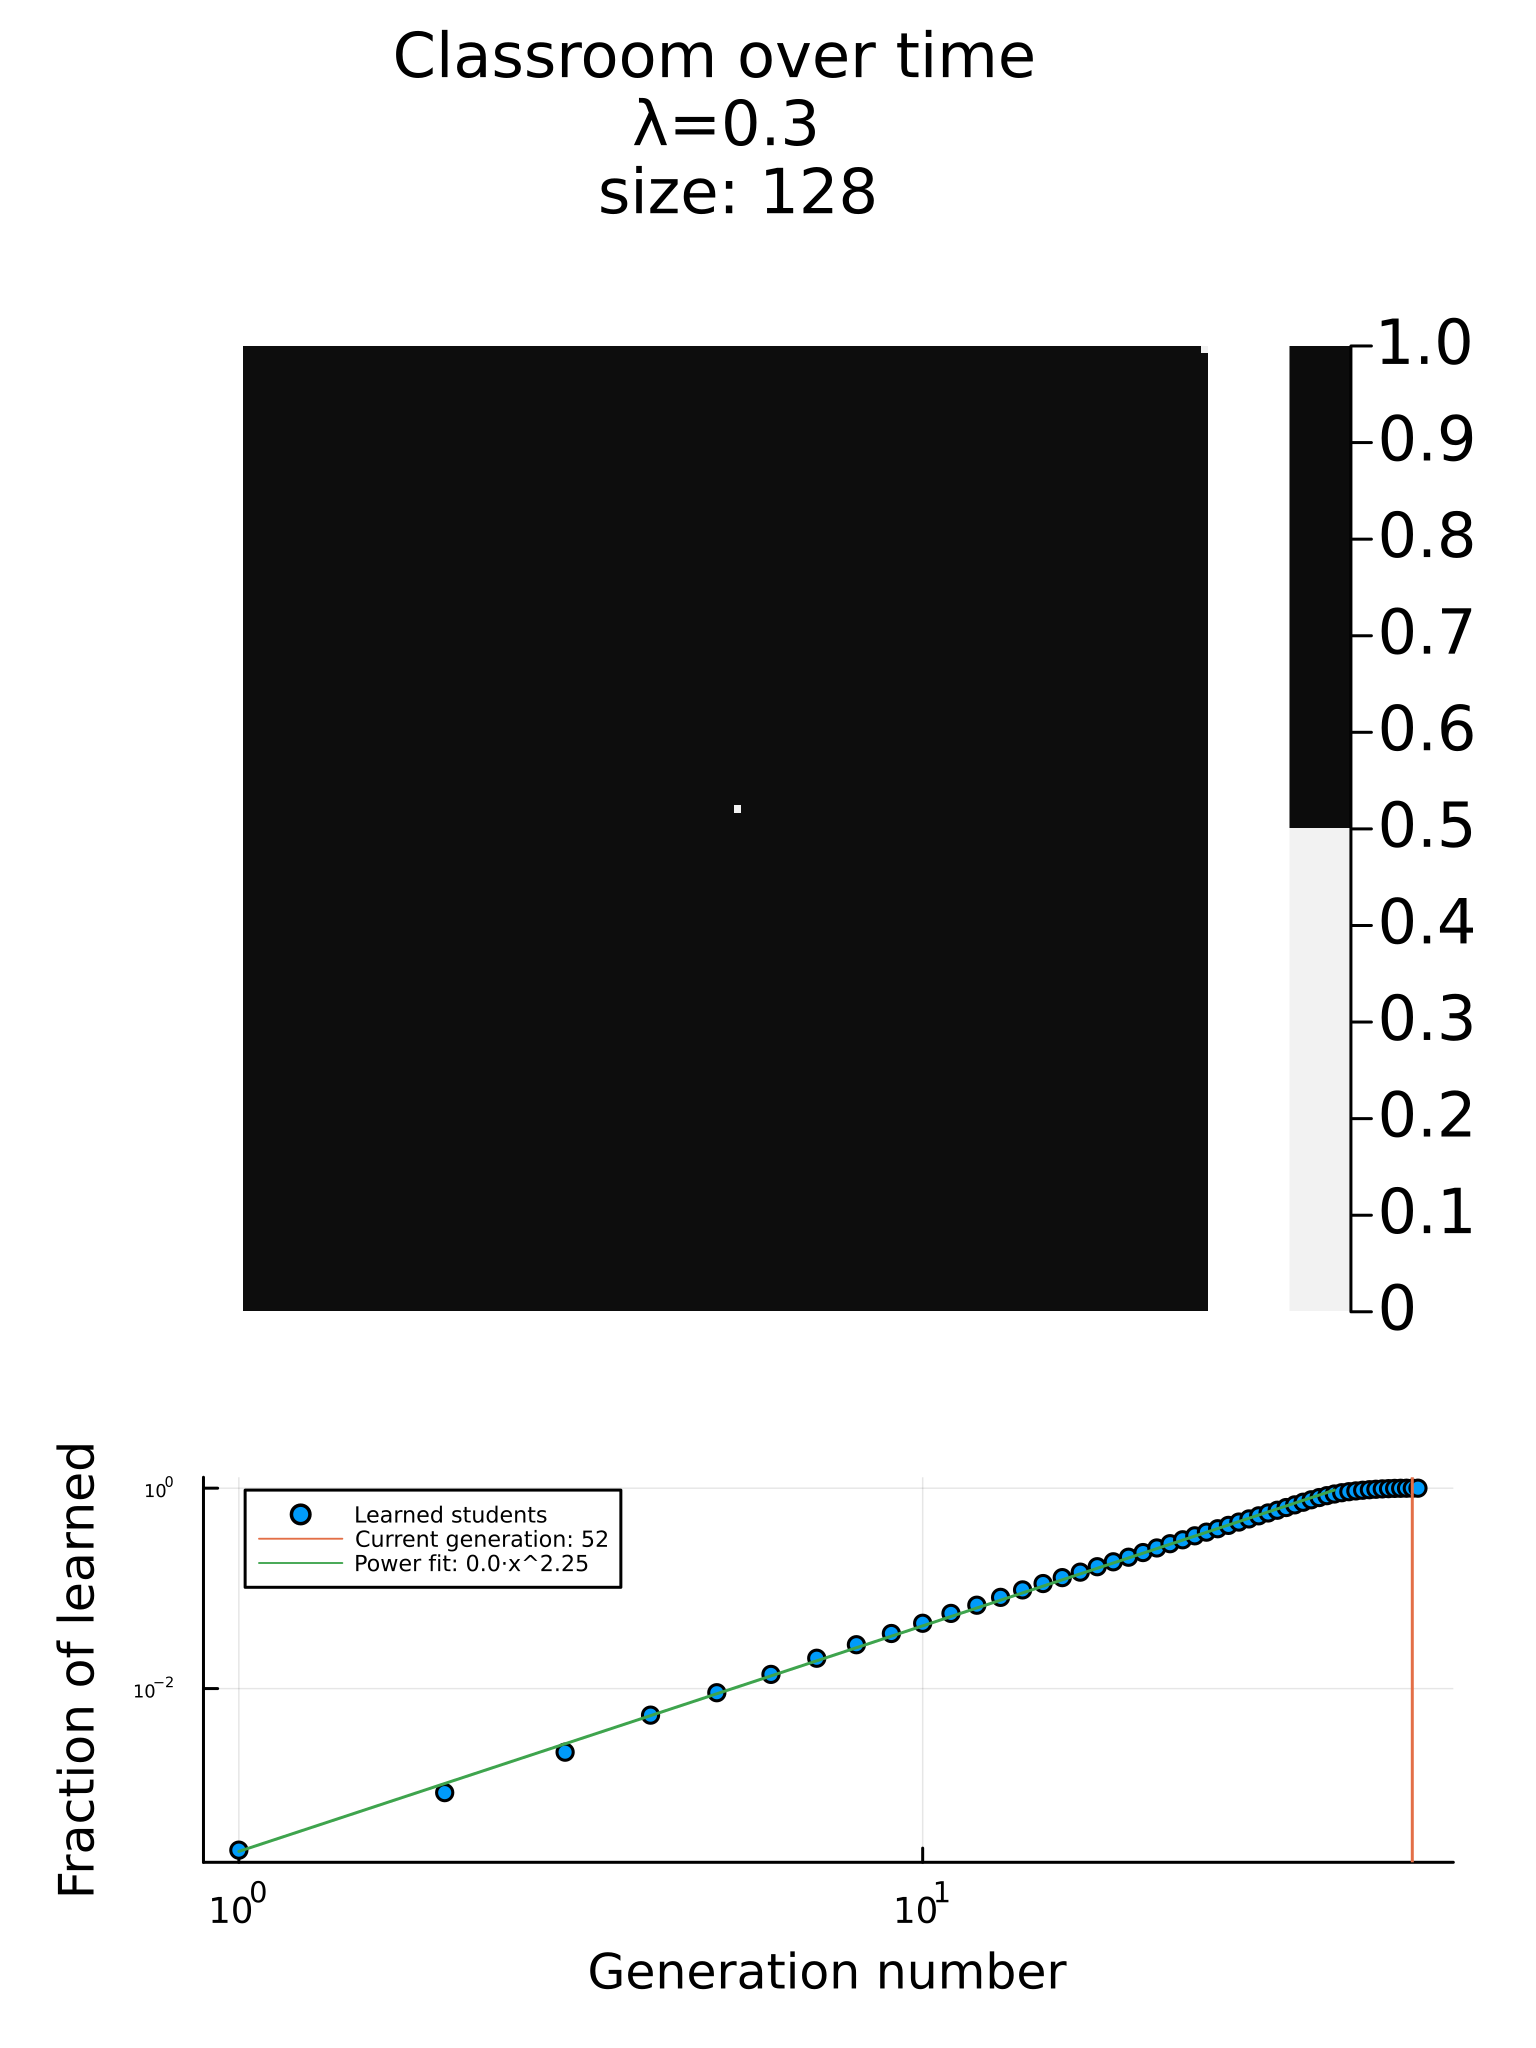 Classroom over time
λ=0.3
size: 128
1.0
0.9
0.8
0.7
0.6
0.5
0.4
0.3
0.2
0.1
0
Fraction of learned
10^0
10^-2
Learned students
Current generation: 52
Power fit: 0.0·x^2.25
10^0
10^1
Generation number